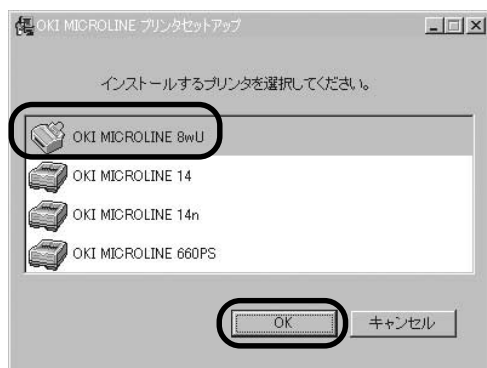 OKI MICROLINE プリンタセットアップ
インストールするプリンタを選択してください。
OKI MICROLINE 8wU
OKI MICROLINE 14
OKI MICROLINE 14n
OKI MICROLINE 660PS
OK
キャンセル